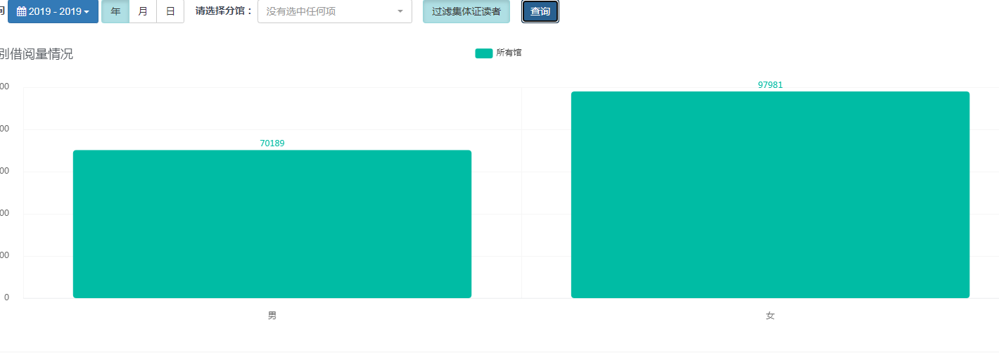 间 2019 - 2019 年 月 日 请选择分馆： 没有选中任何项 过滤集体证读者 查询
别借阅量情况
所有馆
00
97981
00
70189
00
00
00
0
男 女